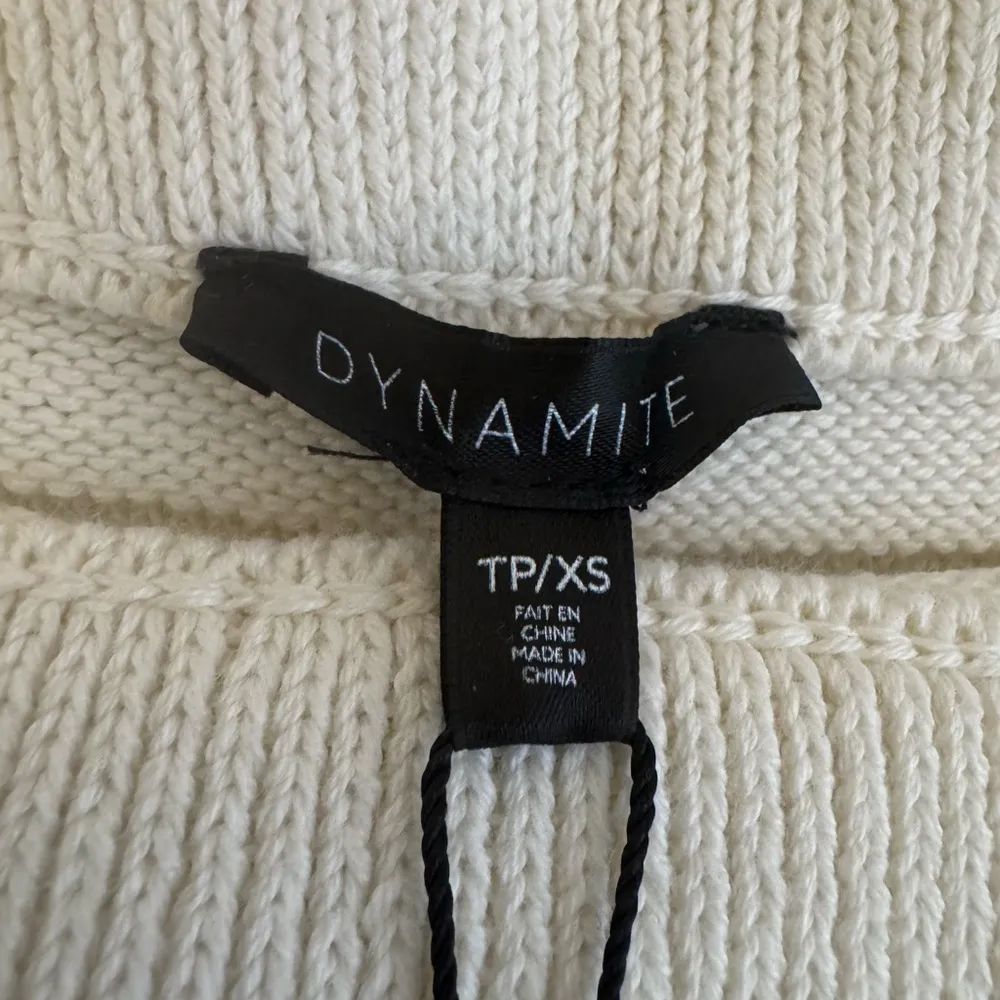 DYNAMITE
TP/XS
FAIT EN
CHINE
MADE IN
CHINA